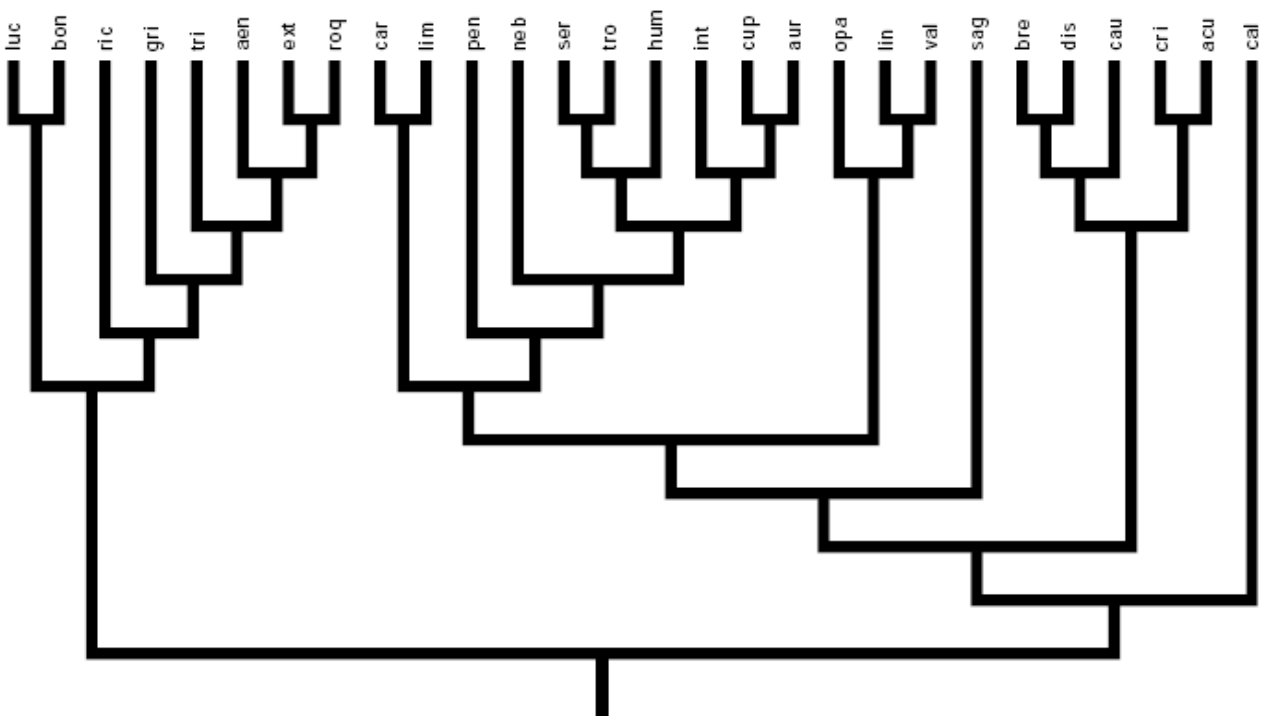 luc bon ric gri tri aen ext roq car lim pen neb ser tro hum int cup aur opa lin val sag bre dis cau cri acu cal